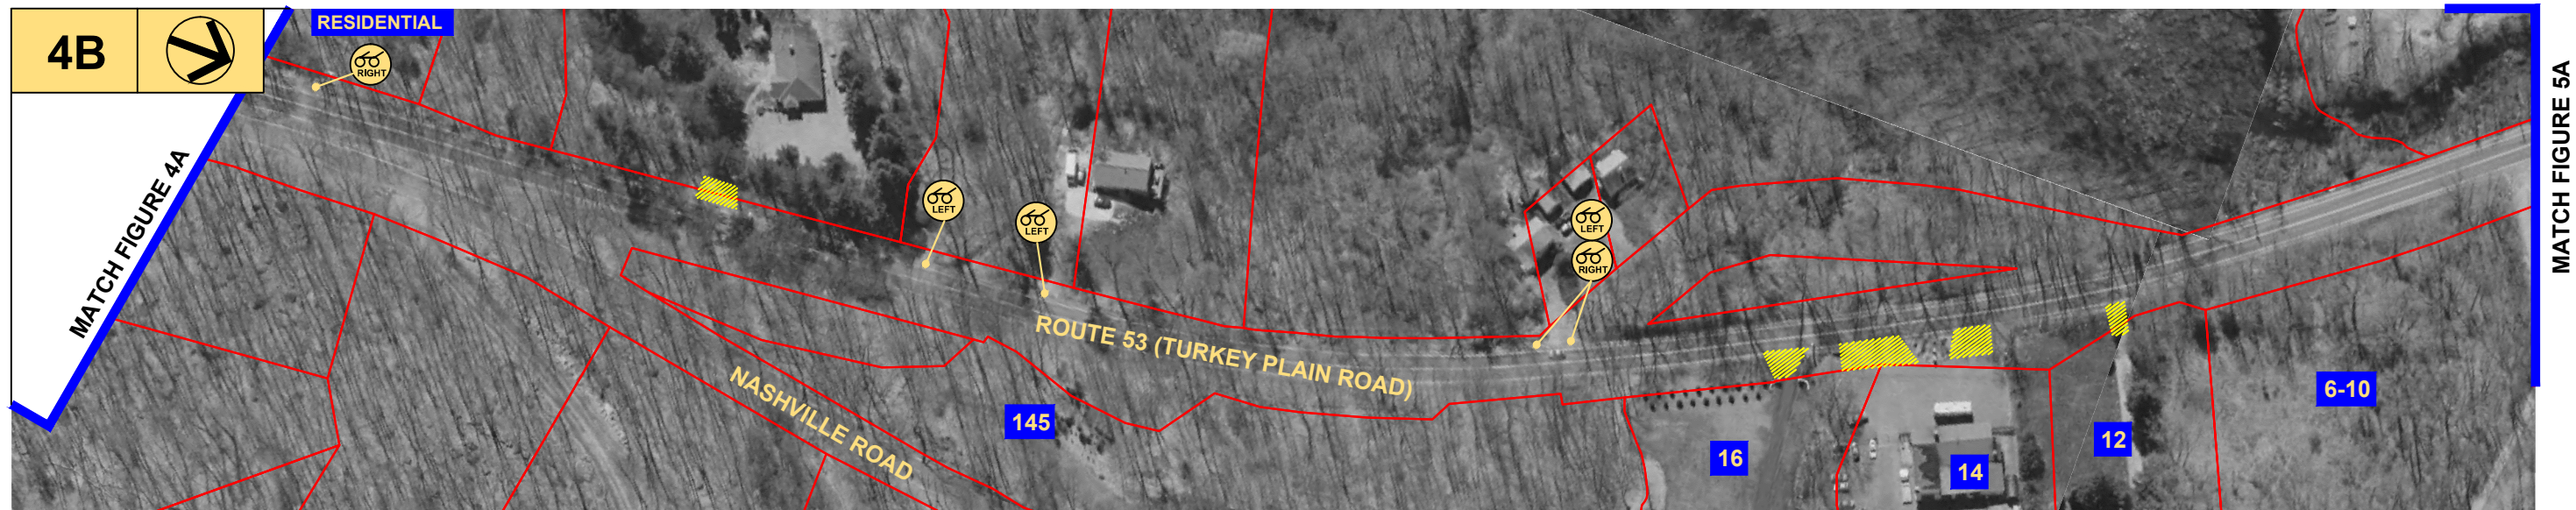 4B
RESIDENTIAL
RIGHT
MATCH FIGURE 4A
LEFT
LEFT
LEFT
RIGHT
ROUTE 53 (TURKEY PLAIN ROAD)
NASHVILLE ROAD
145
16
14
12
6-10
MATCH FIGURE 5A